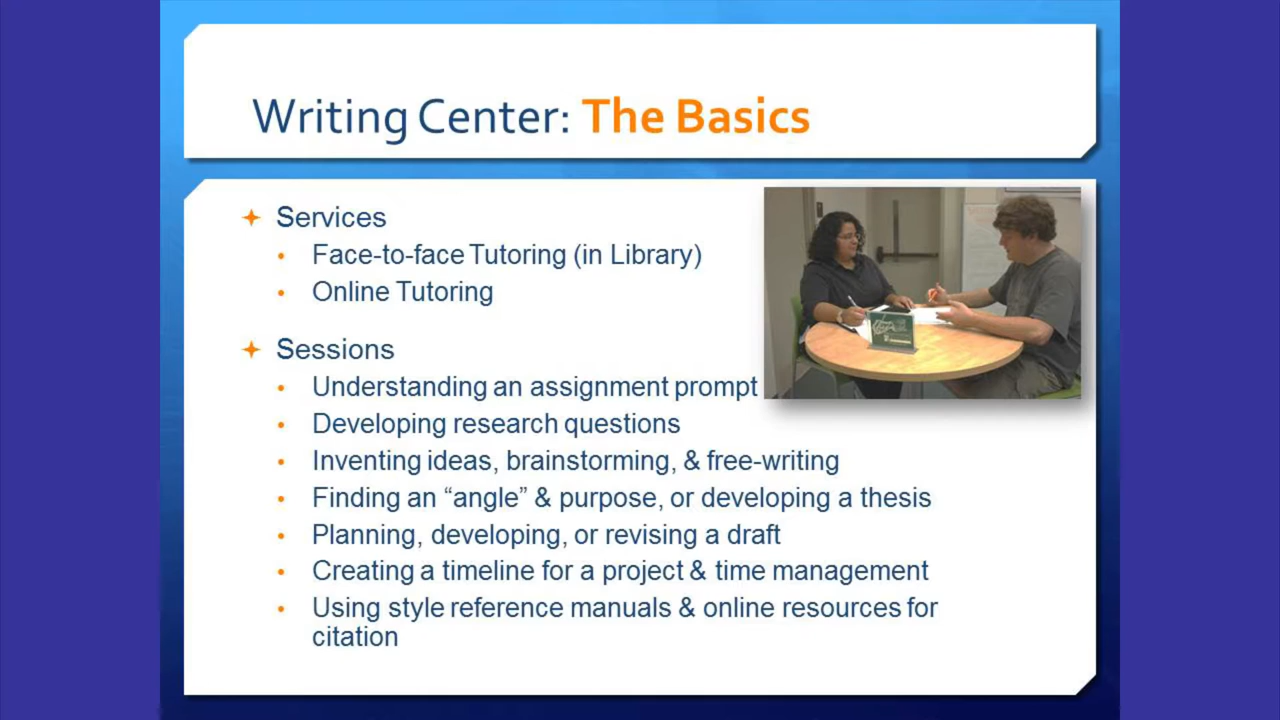 Writing Center: The Basics
Services
Face-to-face Tutoring (in Library)
Online Tutoring
Sessions
Understanding an assignment prompt
Developing research questions
Inventing ideas, brainstorming, & free-writing
Finding an “angle” & purpose, or developing a thesis
Planning, developing, or revising a draft
Creating a timeline for a project & time management
Using style reference manuals & online resources for
citation